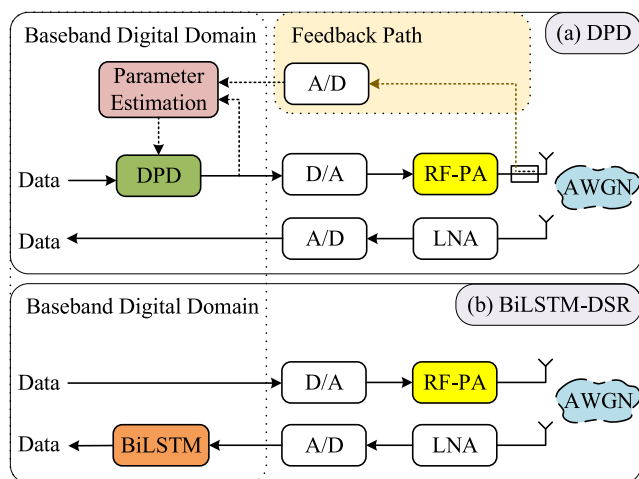 Baseband Digital Domain
Feedback Path
(a) DPD
Parameter
Estimation
A/D
Data
DPD
D/A
RF-PA
AWGN
Data
A/D
LNA
Baseband Digital Domain
(b) BiLSTM-DSR
Data
D/A
RF-PA
AWGN
Data
BiLSTM
A/D
LNA